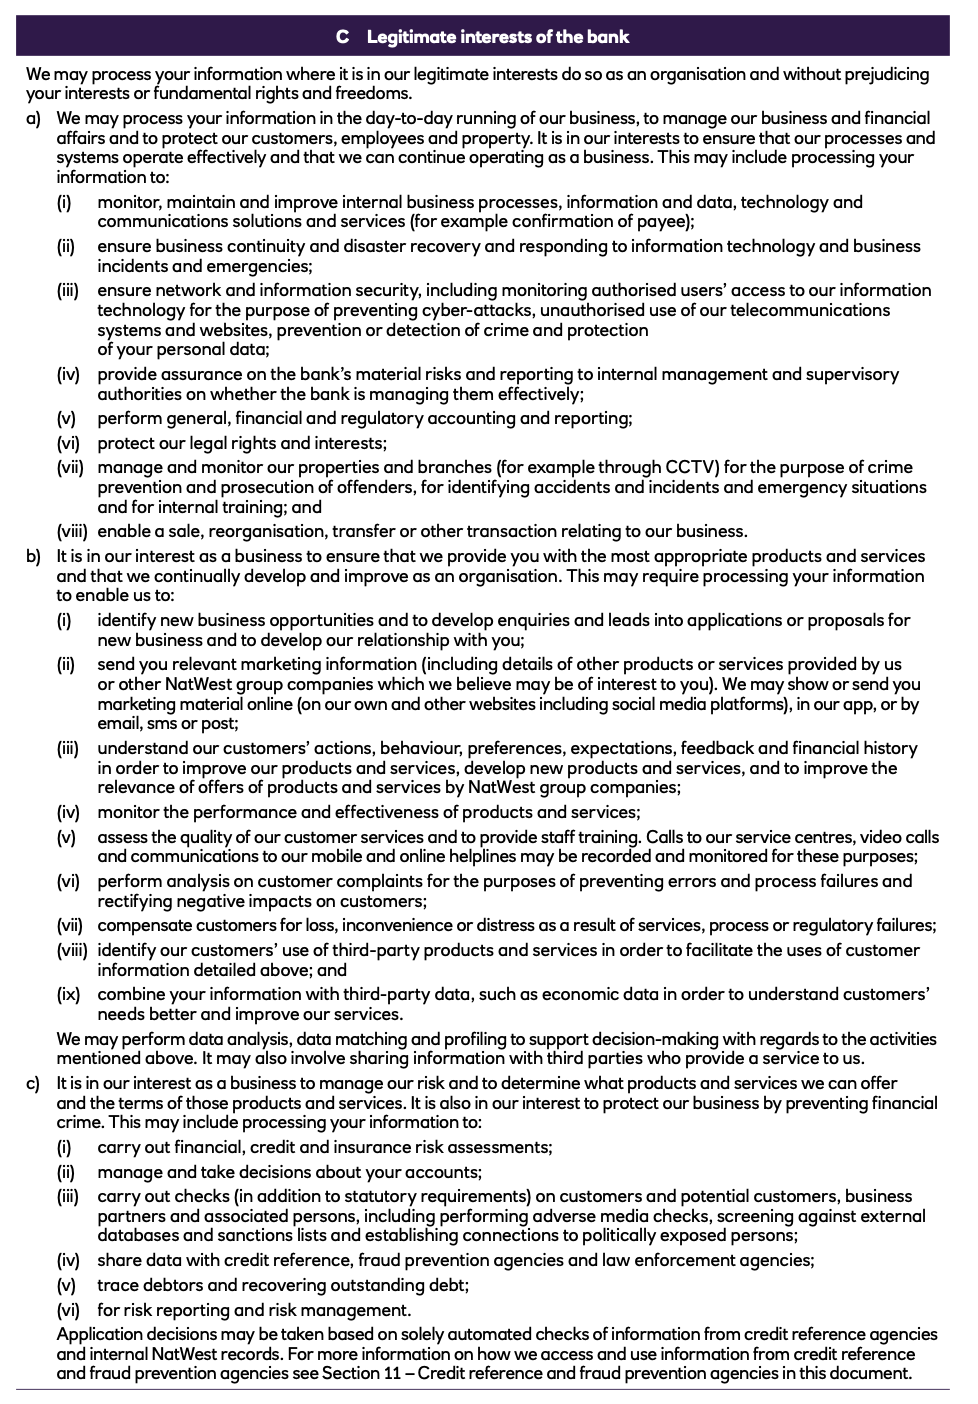 C Legitimate interests of the bank
We may process your information where it is in our legitimate interests do so as an organisation and without prejudicing
your interests or fundamental rights and freedoms.
a) We may process your information in the day-to-day running of our business, to manage our business and financial
affairs and to protect our customers, employees and property. It is in our interests to ensure that our processes and
systems operate effectively and that we can continue operating as a business. This may include processing your
information to:
(i) monitor, maintain and improve internal business processes, information and data, technology and
communications solutions and services (for example confirmation of payee);
(ii) ensure business continuity and disaster recovery and responding to information technology and business
incidents and emergencies;
(iii) ensure network and information security, including monitoring authorised users' access to our information
technology for the purpose of preventing cyber-attacks, unauthorised use of our telecommunications
systems and websites, prevention or detection of crime and protection
of your personal data;
(iv) provide assurance on the bank's material risks and reporting to internal management and supervisory
authorities on whether the bank is managing them effectively;
(v) perform general, financial and regulatory accounting and reporting;
(vi) protect our legal rights and interests;
(vii) manage and monitor our properties and branches (for example through CCTV) for the purpose of crime
prevention and prosecution of offenders, for identifying accidents and incidents and emergency situations
and for internal training; and
(viii) enable a sale, reorganisation, transfer or other transaction relating to our business.
b) It is in our interest as a business to ensure that we provide you with the most appropriate products and services
and that we continually develop and improve as an organisation. This may require processing your information
to enable us to:
(i) identify new business opportunities and to develop enquiries and leads into applications or proposals for
new business and to develop our relationship with you;
(ii) send you relevant marketing information (including details of other products or services provided by us
or other NatWest group companies which we believe may be of interest to you). We may show or send you
marketing material online (on our own and other websites including social media platforms), in our app, or by
email, sms or post;
(iii) understand our customers' actions, behaviour, preferences, expectations, feedback and financial history
in order to improve our products and services, develop new products and services, and to improve the
relevance of offers of products and services by NatWest group companies;
(iv) monitor the performance and effectiveness of products and services;
(v) assess the quality of our customer services and to provide staff training. Calls to our service centres, video calls
and communications to our mobile and online helplines may be recorded and monitored for these purposes;
(vi) perform analysis on customer complaints for the purposes of preventing errors and process failures and
rectifying negative impacts on customers;
(vii) compensate customers for loss, inconvenience or distress as a result of services, process or regulatory failures;
(viii) identify our customers' use of third-party products and services in order to facilitate the uses of customer
information detailed above; and
(ix) combine your information with third-party data, such as economic data in order to understand customers'
needs better and improve our services.
We may perform data analysis, data matching and profiling to support decision-making with regards to the activities
mentioned above. It may also involve sharing information with third parties who provide a service to us.
c) It is in our interest as a business to manage our risk and to determine what products and services we can offer
and the terms of those products and services. It is also in our interest to protect our business by preventing financial
crime. This may include processing your information to:
(i) carry out financial, credit and insurance risk assessments;
(ii) manage and take decisions about your accounts;
(iii) carry out checks (in addition to statutory requirements) on customers and potential customers, business
partners and associated persons, including performing adverse media checks, screening against external
databases and sanctions lists and establishing connections to politically exposed persons;
(iv) share data with credit reference, fraud prevention agencies and law enforcement agencies;
(v) trace debtors and recovering outstanding debt;
(vi) for risk reporting and risk management.
Application decisions may be taken based on solely automated checks of information from credit reference agencies
and internal NatWest records. For more information on how we access and use information from credit reference
and fraud prevention agencies see Section 11 – Credit reference and fraud prevention agencies in this document.